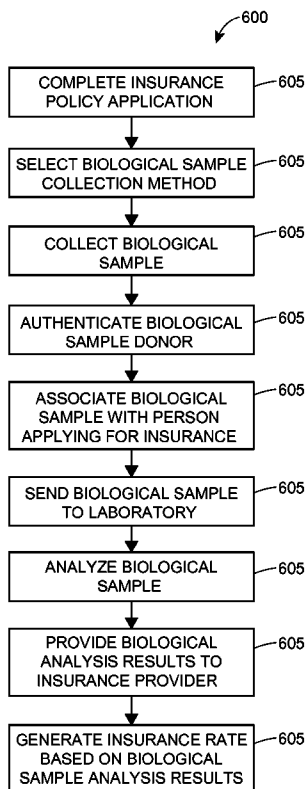 600
COMPLETE INSURANCE
POLICY APPLICATION
605
SELECT BIOLOGICAL SAMPLE
COLLECTION METHOD
605
COLLECT BIOLOGICAL
SAMPLE
605
AUTHENTICATE BIOLOGICAL
SAMPLE DONOR
605
ASSOCIATE BIOLOGICAL
SAMPLE WITH PERSON
APPLYING FOR INSURANCE
605
SEND BIOLOGICAL SAMPLE
TO LABORATORY
605
ANALYZE BIOLOGICAL
SAMPLE
605
PROVIDE BIOLOGICAL
ANALYSIS RESULTS TO
INSURANCE PROVIDER
605
GENERATE INSURANCE RATE
BASED ON BIOLOGICAL
SAMPLE ANALYSIS RESULTS
605